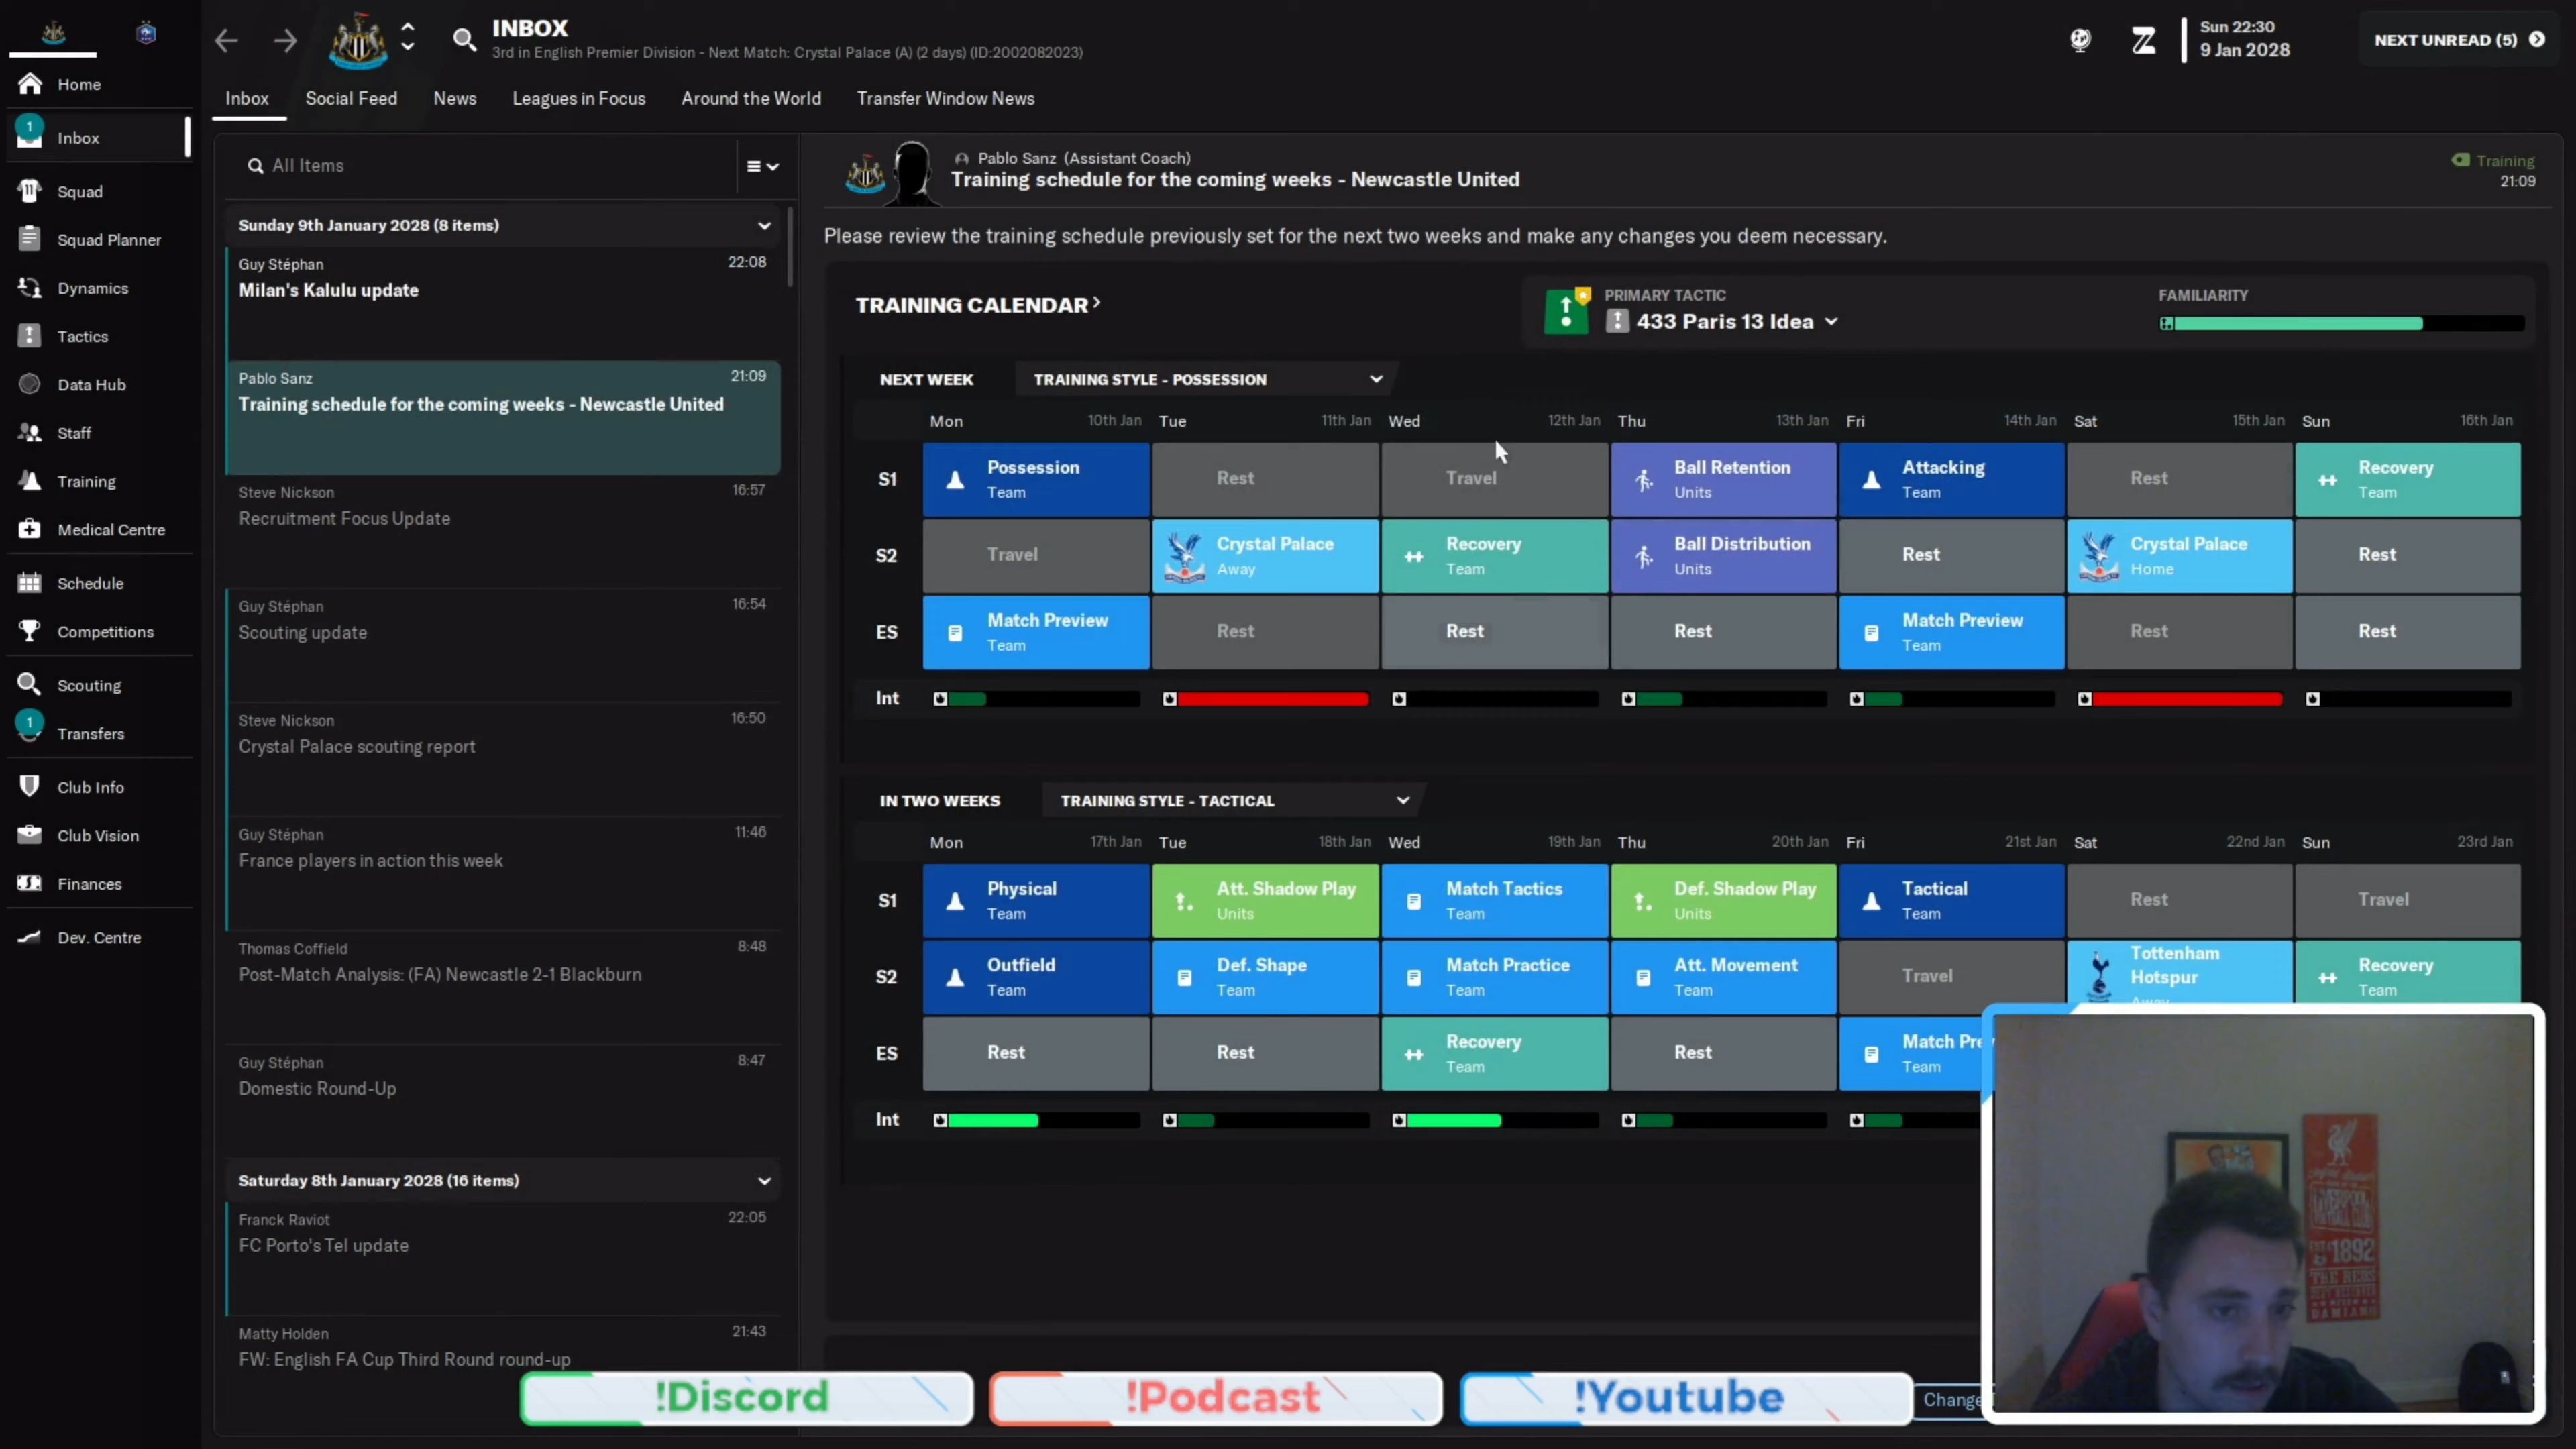 INBOX
3rd in English Premier Division - Next Match: Crystal Palace (A) (2 days) (ID:2002082023)
Sun 22:30
9 Jan 2028
NEXT UNREAD (5)
Home
1
Inbox
Squad
Squad Planner
Dynamics
Tactics
Data Hub
Staff
Training
Medical Centre
Schedule
Competitions
Scouting
1
Transfers
Club Info
Club Vision
Finances
Dev. Centre
Inbox
Social Feed
News
Leagues in Focus
Around the World
Transfer Window News
All Items
Sunday 9th January 2028 (8 items)
Guy Stéphan 22:08
Milan's Kalulu update
Pablo Sanz 21:09
Training schedule for the coming weeks - Newcastle United
Steve Nickson 16:57
Recruitment Focus Update
Guy Stéphan 16:54
Scouting update
Steve Nickson 16:50
Crystal Palace scouting report
Guy Stéphan 11:46
France players in action this week
Thomas Coffield 8:48
Post-Match Analysis: (FA) Newcastle 2-1 Blackburn
Guy Stéphan 8:47
Domestic Round-Up
Saturday 8th January 2028 (16 items)
Franck Raviot 22:05
FC Porto's Tel update
Matty Holden 21:43
FW: English FA Cup Third Round round-up
Pablo Sanz (Assistant Coach)
Training schedule for the coming weeks - Newcastle United
Training
21:09
Please review the training schedule previously set for the next two weeks and make any changes you deem necessary.
TRAINING CALENDAR
PRIMARY TACTIC
433 Paris 13 Idea
FAMILIARITY
NEXT WEEK
TRAINING STYLE - POSSESSION
Mon 10th Jan Tue 11th Jan Wed 12th Jan Thu 13th Jan Fri 14th Jan Sat 15th Jan Sun 16th Jan
S1
Possession
Team
Rest
Travel
Ball Retention
Units
Attacking
Team
Rest
Recovery
Team
S2
Travel
Crystal Palace
Away
Recovery
Team
Ball Distribution
Units
Rest
Crystal Palace
Home
Rest
ES
Match Preview
Team
Rest
Rest
Rest
Match Preview
Team
Rest
Rest
Int
IN TWO WEEKS
TRAINING STYLE - TACTICAL
Mon 17th Jan Tue 18th Jan Wed 19th Jan Thu 20th Jan Fri 21st Jan Sat 22nd Jan Sun 23rd Jan
S1
Physical
Team
Att. Shadow Play
Units
Match Tactics
Team
Def. Shadow Play
Units
Tactical
Team
Rest
Travel
S2
Outfield
Team
Def. Shape
Team
Match Practice
Team
Att. Movement
Team
Travel
Tottenham
Hotspur
Away
Recovery
Team
ES
Rest
Rest
Recovery
Team
Rest
Match Pre
Team
Int
!Discord
!Podcast
!Youtube
Change
LIVERPOOL
1892
THE REDS